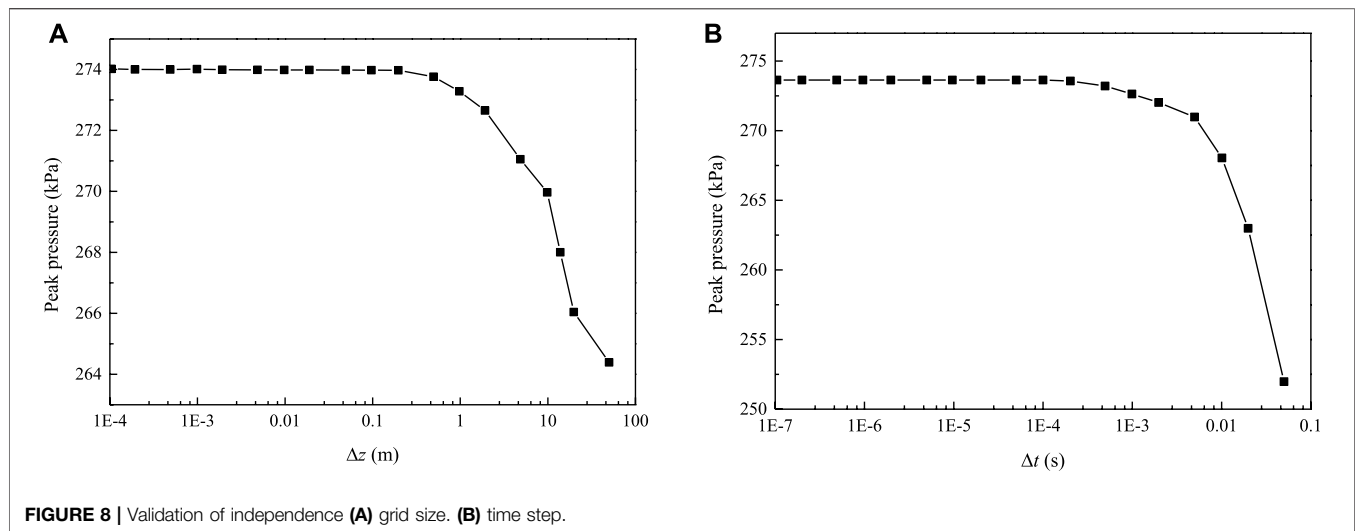 A
274
272
270
268
266
264
Peak pressure (kPa)
1E-4 1E-3 0.01 0.1 1 10 100
Δz (m)
B
275
270
265
260
255
250
Peak pressure (kPa)
1E-7 1E-6 1E-5 1E-4 1E-3 0.01 0.1
Δt (s)
FIGURE 8 | Validation of independence (A) grid size. (B) time step.